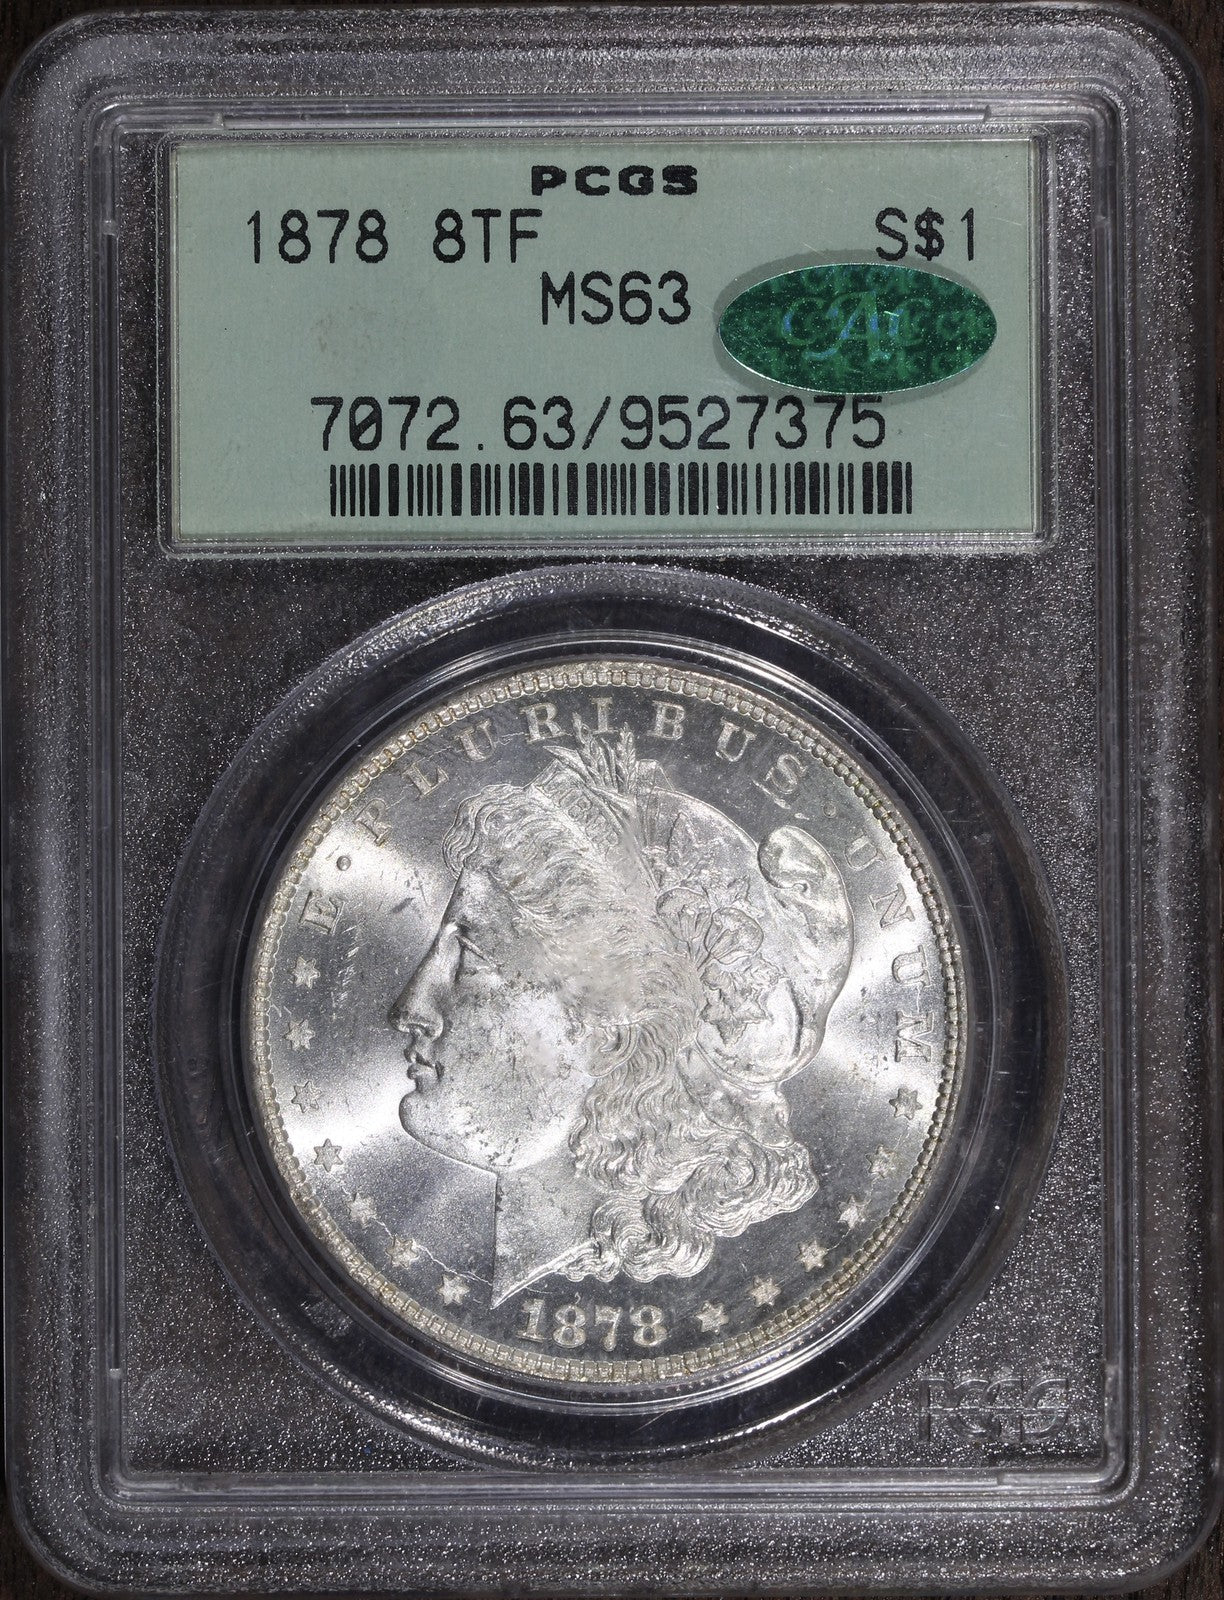 PCGS
1878 8TF S$1
MS63
CAC
7072.63/9527375
E · PLURIBUS · UNUM
1878
PCGS